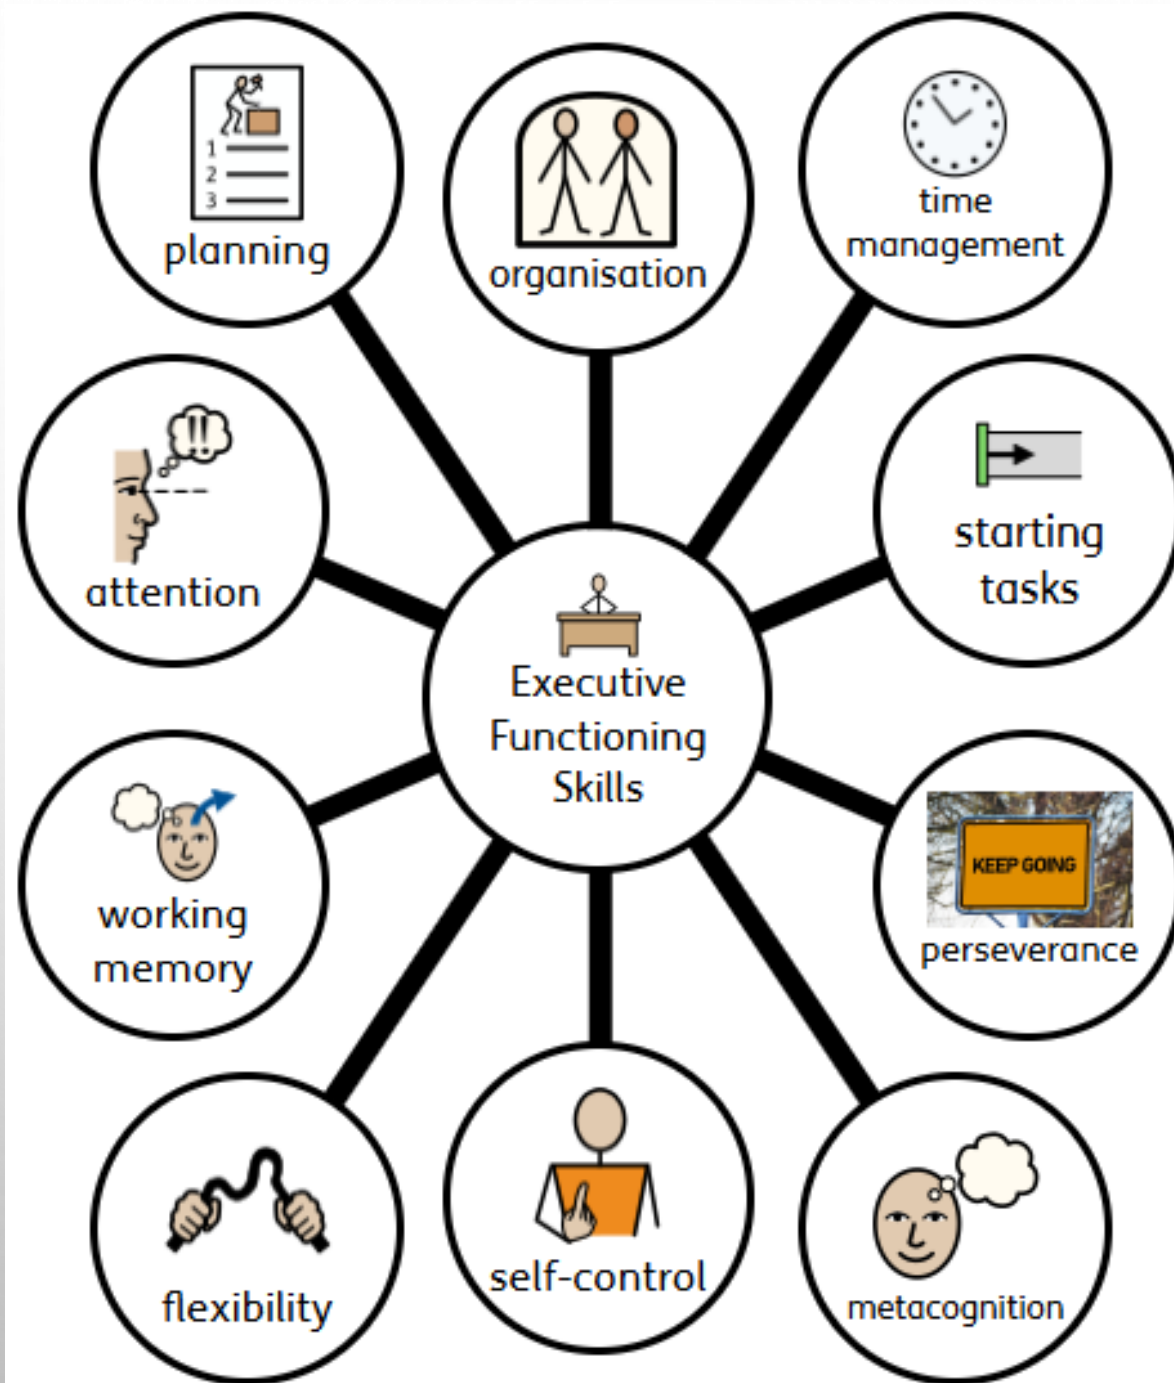 1
2
3
planning
organisation
time
management
!!
attention
starting
tasks
Executive
Functioning
Skills
working
memory
KEEP GOING
perseverance
flexibility
self-control
metacognition